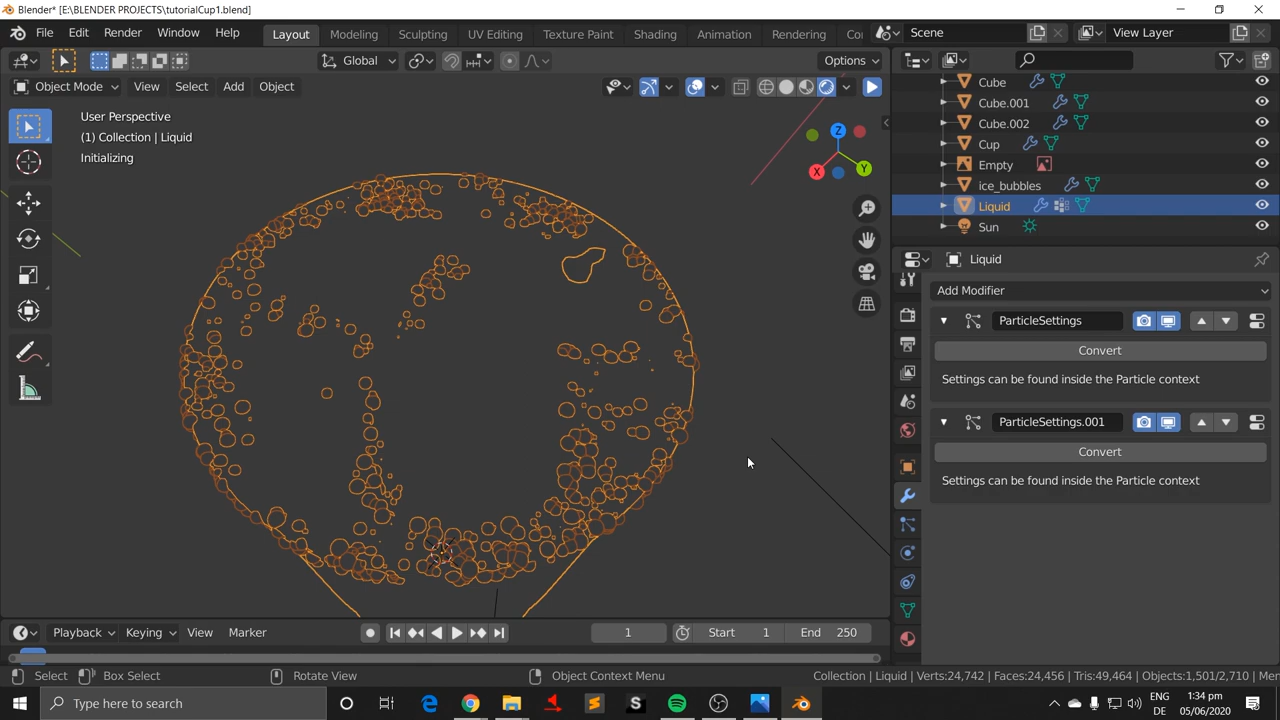 Blender* [E:\BLENDER PROJECTS\tutorialCup1.blend]
File Edit Render Window Help Layout Modeling Sculpting UV Editing Texture Paint Shading Animation Rendering Co Scene View Layer
Global Options
Object Mode View Select Add Object
User Perspective
(1) Collection | Liquid
Initializing
Z
Y
X
Cube
Cube.001
Cube.002
Cup
Empty
ice_bubbles
Liquid
Sun
Liquid
Add Modifier
ParticleSettings
Convert
Settings can be found inside the Particle context
ParticleSettings.001
Convert
Settings can be found inside the Particle context
Playback Keying View Marker 1 Start 1 End 250
Select Box Select Rotate View Object Context Menu Collection | Liquid | Verts:24,742 | Faces:24,456 | Tris:49,464 | Objects:1,501/2,710 | Mem
Type here to search
ENG 1:34 pm
US 05/06/2020